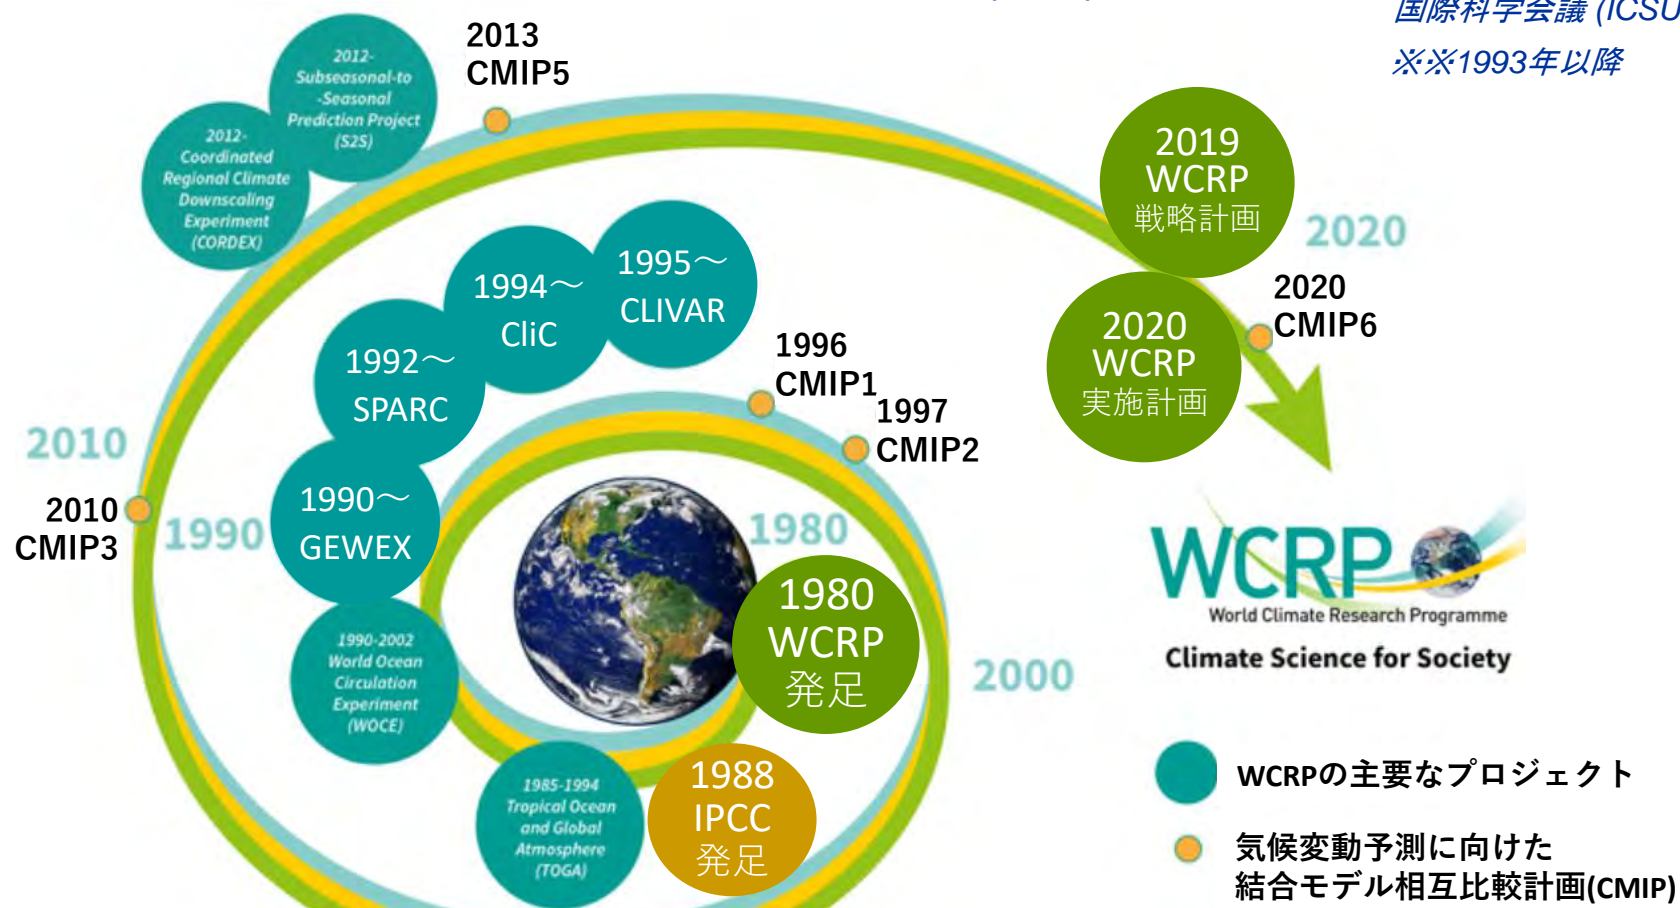 国際科学会議 (ICSU
※※1993年以降
2012-
Subseasonal-to
-Seasonal
Prediction Project
(S2S)
2013
CMIP5
2012-
Coordinated
Regional Climate
Downscaling
Experiment
(CORDEX)
2019
WCRP
戦略計画
2020
2020
CMIP6
2020
WCRP
実施計画
1995～
CLIVAR
1994～
CliC
1992～
SPARC
1996
CMIP1
1997
CMIP2
2010
2010
CMIP3
1990
1990～
GEWEX
1980
1980
WCRP
発足
WCRP
World Climate Research Programme
Climate Science for Society
1990-2002
World Ocean
Circulation
Experiment
(WOCE)
2000
1985-1994
Tropical Ocean
and Global
Atmosphere
(TOGA)
1988
IPCC
発足
WCRPの主要なプロジェクト
気候変動予測に向けた
結合モデル相互比較計画(CMIP)